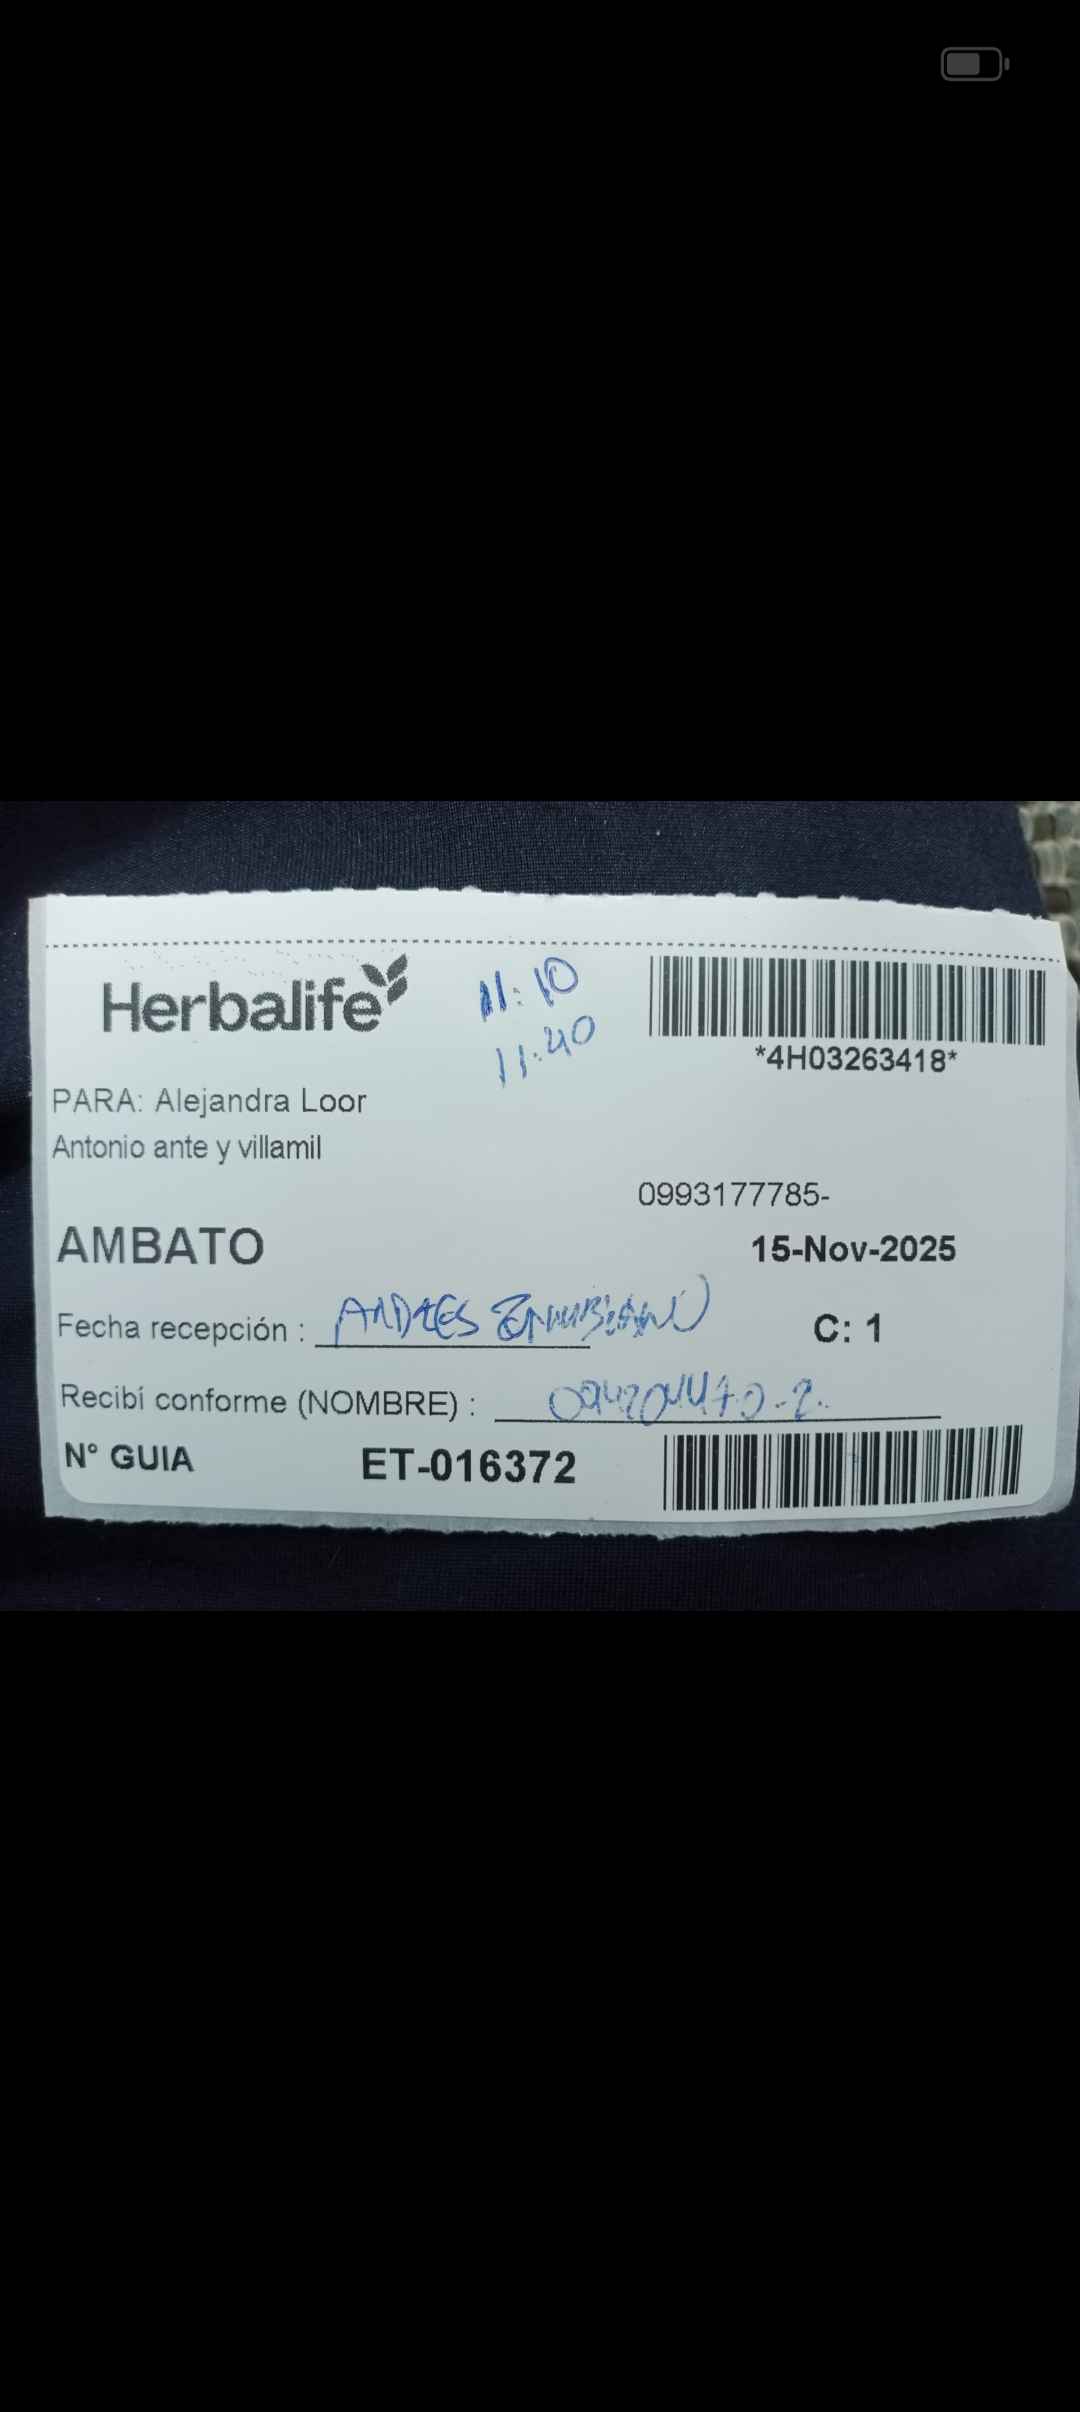 Herbalife
11:10
11:40
*4H03263418*
PARA: Alejandra Loor
Antonio ante y villamil
0993177785-
AMBATO
15-Nov-2025
Fecha recepción : ANDRES
C: 1
Recibí conforme (NOMBRE) :
N° GUIA ET-016372